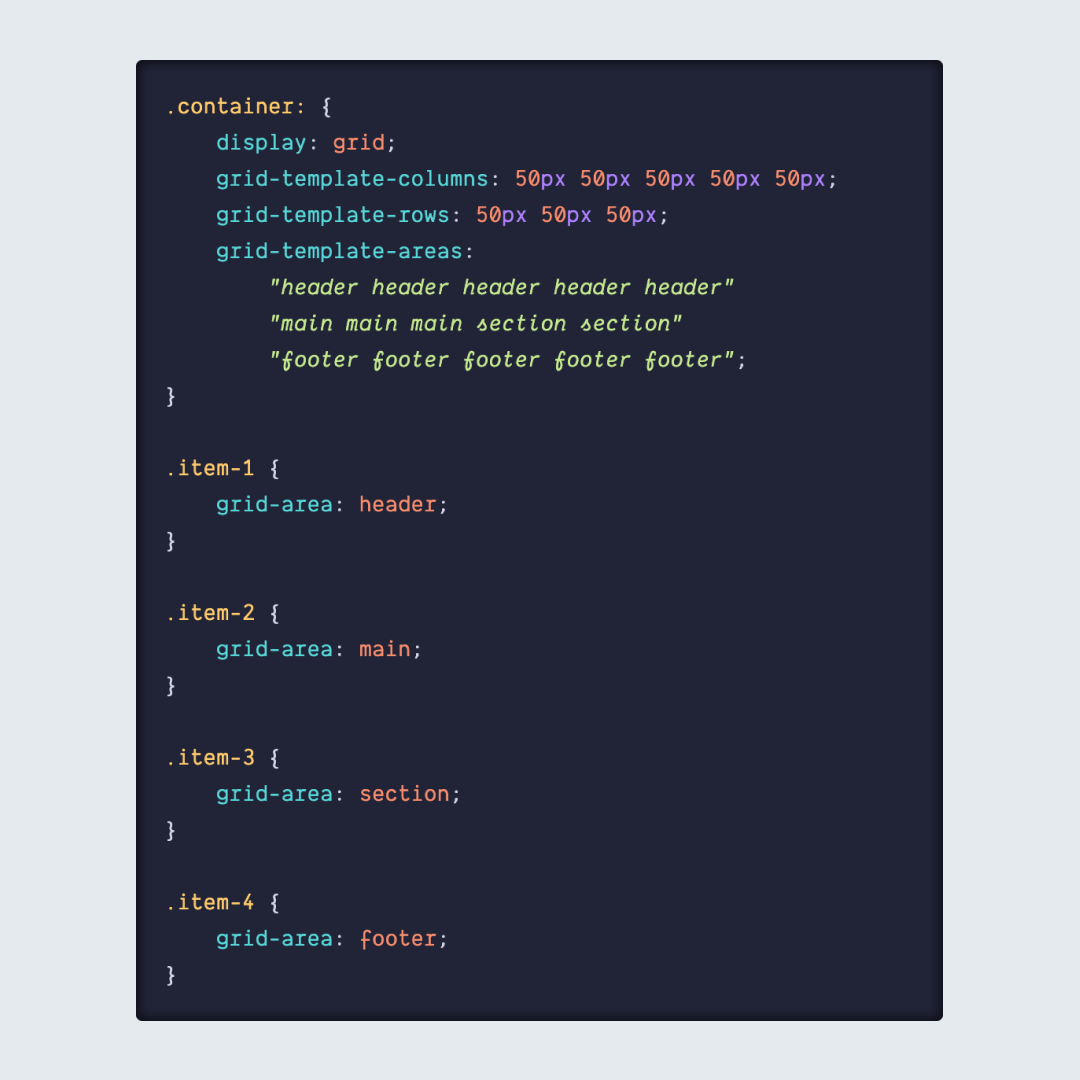 .container: {
    display: grid;
    grid-template-columns: 50px 50px 50px 50px 50px;
    grid-template-rows: 50px 50px 50px;
    grid-template-areas:
        "header header header header header"
        "main main main section section"
        "footer footer footer footer footer";
}

.item-1 {
    grid-area: header;
}

.item-2 {
    grid-area: main;
}

.item-3 {
    grid-area: section;
}

.item-4 {
    grid-area: footer;
}